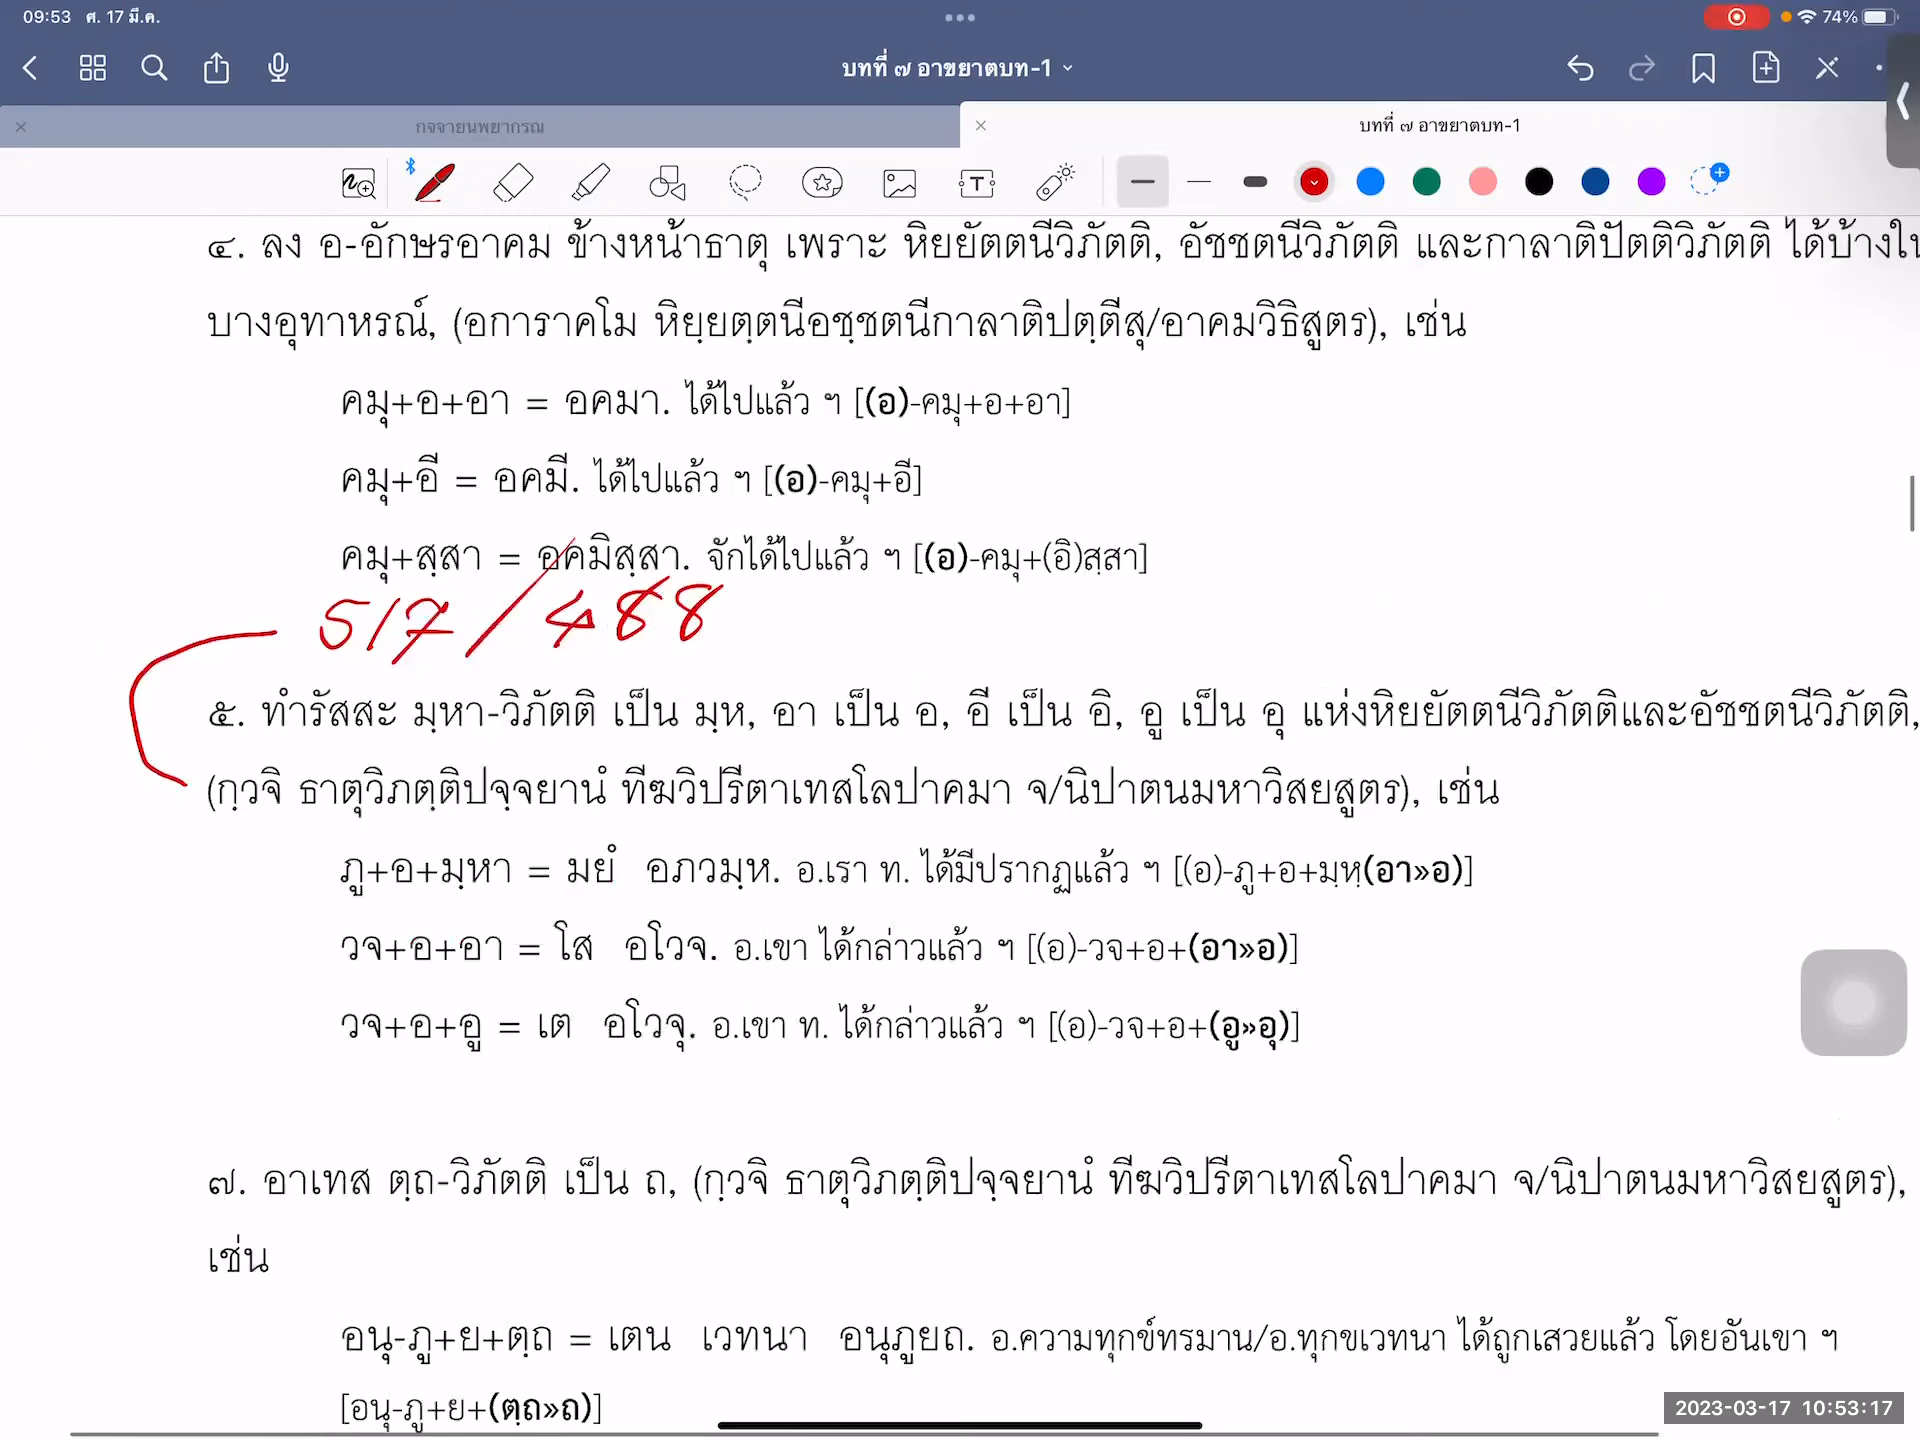 09:53 ศ. 17 มี.ค.
74%
บทที่ ๗ อาขยาตบท-1
กจจายนพยากรณ
บทที่ ๗ อาขยาตบท-1
๔. ลง อ-อักษรอาคม ข้างหน้าธาตุ เพราะ หิยยัตตนีวิภัตติ, อัชชตนีวิภัตติ และกาลาติปัตติวิภัตติ ได้บ้างใน
บางอุทาหรณ์, (อการาคโม หิยฺยตฺตนีอชฺชตนีกาลาติปตฺตีสุ/อาคมวิธิสูตร), เช่น
คมุ+อ+อา = อคมา. ได้ไปแล้ว ฯ [(อ)-คมุ+อ+อา]
คมุ+อี = อคมี. ได้ไปแล้ว ฯ [(อ)-คมุ+อี]
คมุ+สฺสา = อคมิสฺสา. จักได้ไปแล้ว ฯ [(อ)-คมุ+(อิ)สฺสา]
517/488
๕. ทำรัสสะ มฺหา-วิภัตติ เป็น มฺห, อา เป็น อ, อี เป็น อิ, อู เป็น อุ แห่งหิยยัตตนีวิภัตติและอัชชตนีวิภัตติ,
(กฺวจิ ธาตุวิภตฺติปจฺจยานํ ทีฆวิปรีตาเทสโลปาคมา จ/นิปาตนมหาวิสยสูตร), เช่น
ภู+อ+มฺหา = มยํ อภวมฺห. อ.เรา ท. ได้มีปรากฏแล้ว ฯ [(อ)-ภู+อ+มฺหฺ(อา»อ)]
วจ+อ+อา = โส อโวจ. อ.เขา ได้กล่าวแล้ว ฯ [(อ)-วจ+อ+(อา»อ)]
วจ+อ+อู = เต อโวจุ. อ.เขา ท. ได้กล่าวแล้ว ฯ [(อ)-วจ+อ+(อู»อุ)]
๗. อาเทส ตฺถ-วิภัตติ เป็น ถ, (กฺวจิ ธาตุวิภตฺติปจฺจยานํ ทีฆวิปรีตาเทสโลปาคมา จ/นิปาตนมหาวิสยสูตร),
เช่น
อนุ-ภู+ย+ตฺถ = เตน เวทนา อนุภูยถ. อ.ความทุกข์ทรมาน/อ.ทุกขเวทนา ได้ถูกเสวยแล้ว โดยอันเขา ฯ
[อนุ-ภู+ย+(ตฺถ»ถ)]
2023-03-17 10:53:17